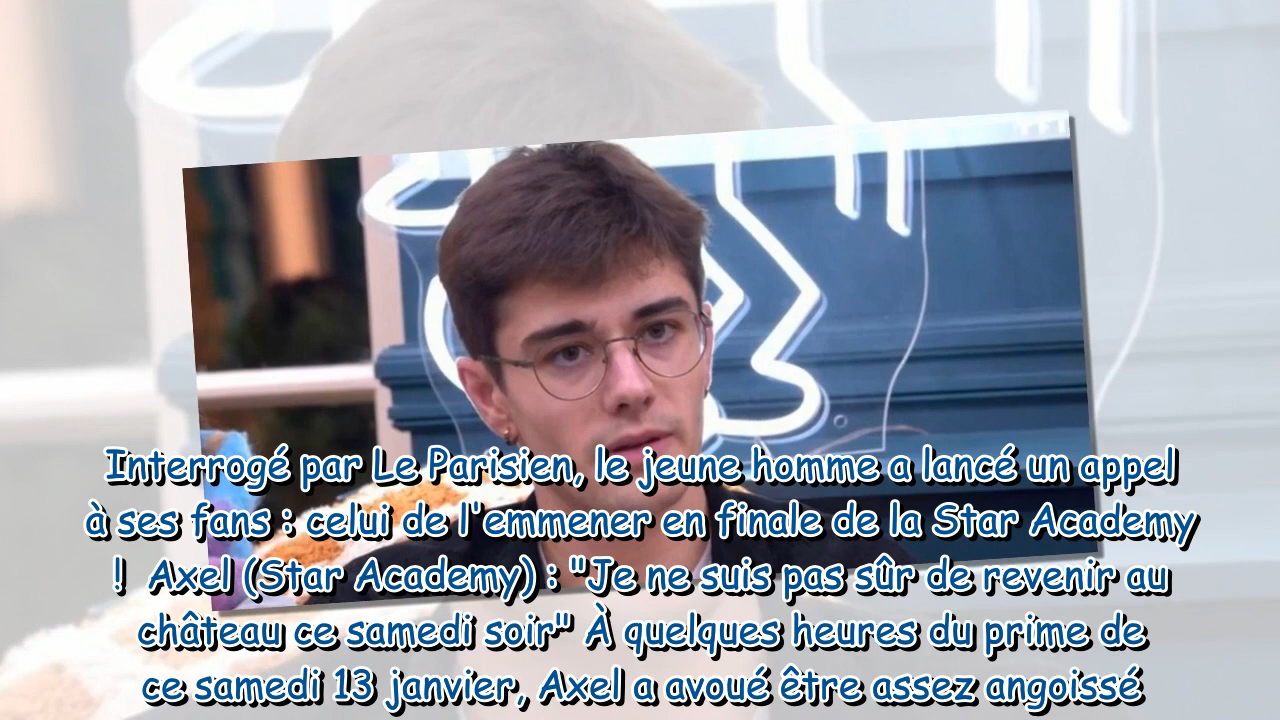 Interrogé par Le Parisien, le jeune homme a lancé un appel
à ses fans : celui de l'emmener en finale de la Star Academy
!  Axel (Star Academy) : "Je ne suis pas sûr de revenir au
château ce samedi soir" À quelques heures du prime de
ce samedi 13 janvier, Axel a avoué être assez angoissé